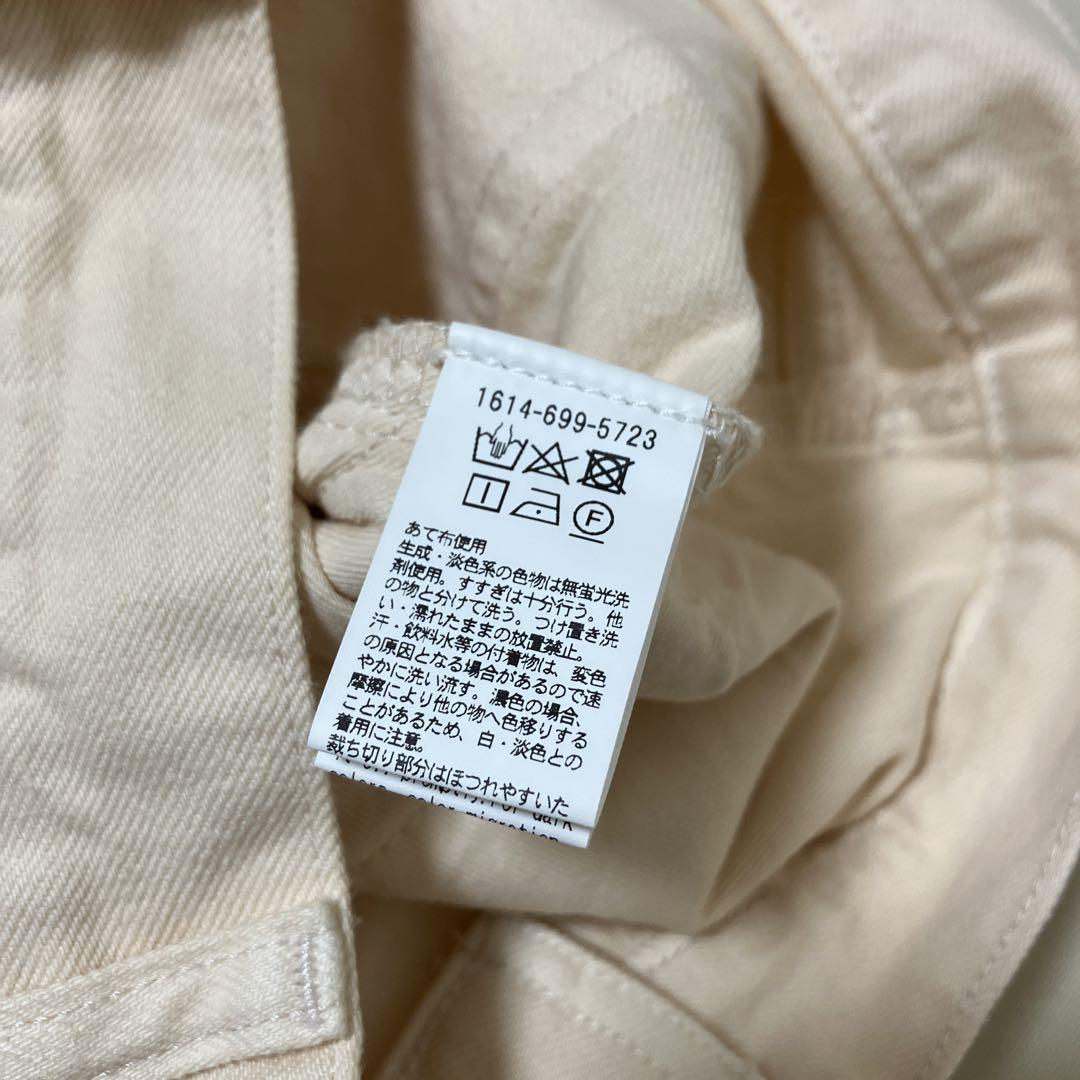 1614-699-5723
F
あて布使用
生成・淡色系の色物は無蛍光洗
剤使用。すすぎは十分行う。他
の物と分けて洗う。つけ置き洗
い・濡れたままの放置禁止。
汗・飲料水等の付着物は、変色
の原因となる場合があるので速
やかに洗い流す。濃色の場合、
摩擦により他の物へ色移りする
ことがあるため、白・淡色との
着用に注意。
裁ち切り部分はほつれやすいた
dark